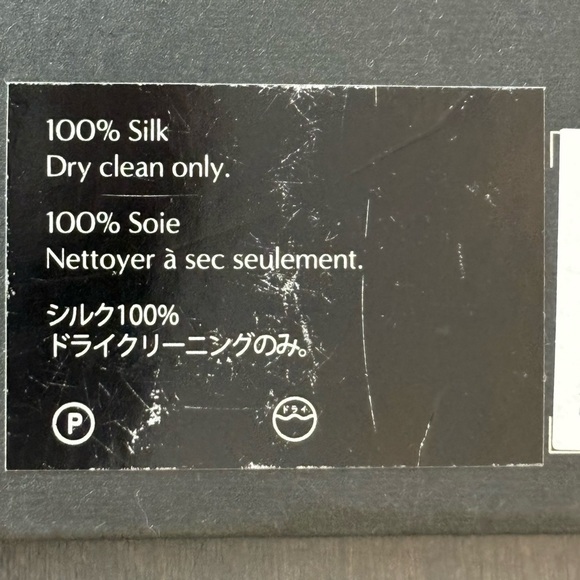 100% Silk
Dry clean only.
100% Soie
Nettoyer à sec seulement.
シルク100%
ドライクリーニングのみ。
P
ドライ